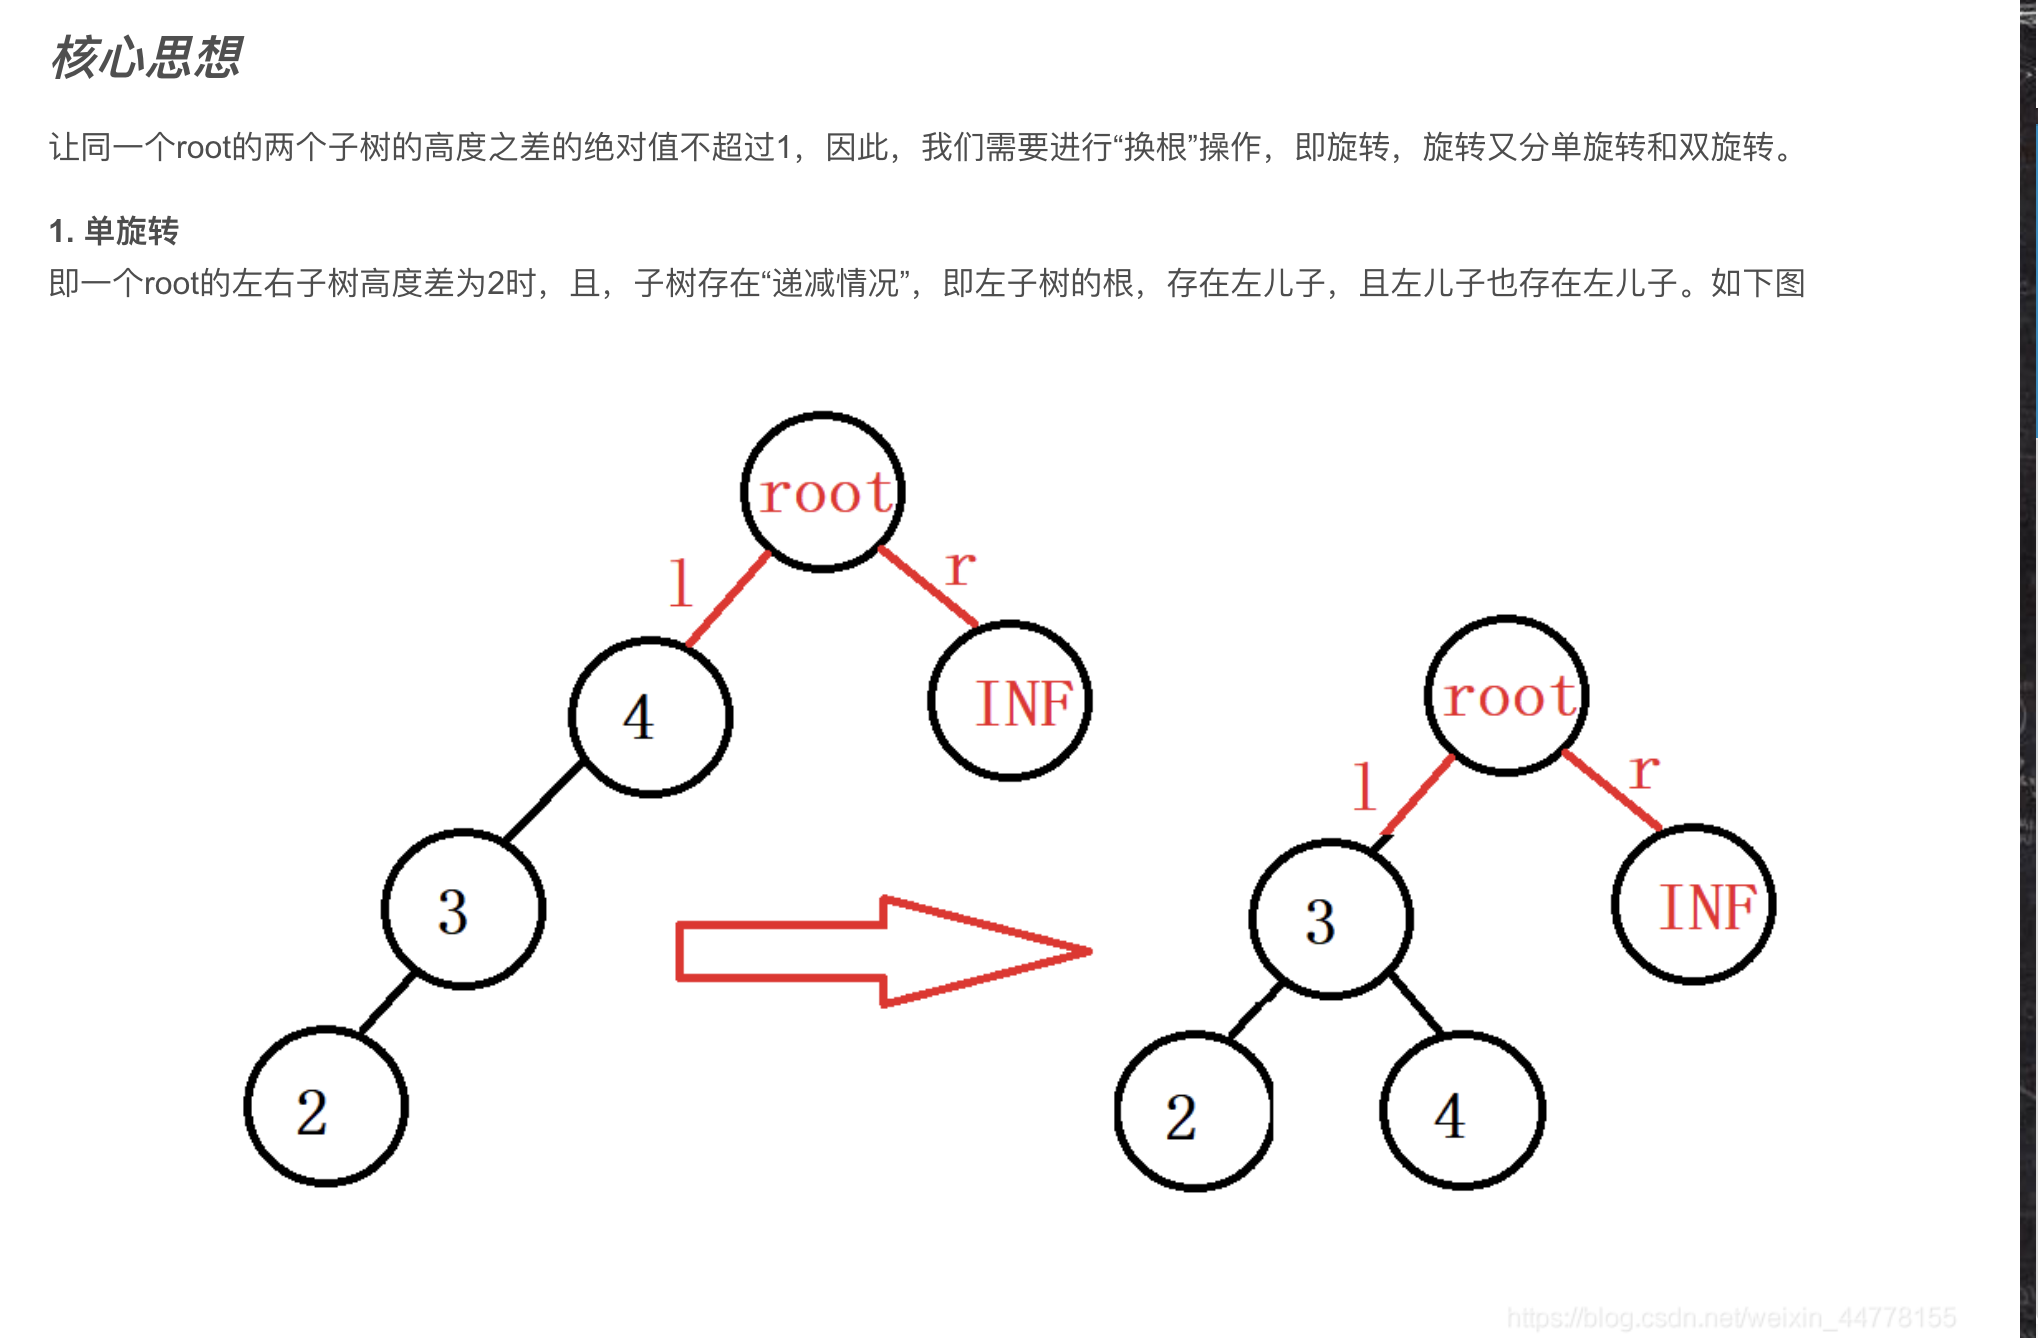 核心思想
让同一个root的两个子树的高度之差的绝对值不超过1，因此，我们需要进行“换根”操作，即旋转，旋转又分单旋转和双旋转。
1. 单旋转
即一个root的左右子树高度差为2时，且，子树存在“递减情况”，即左子树的根，存在左儿子，且左儿子也存在左儿子。如下图
root
l
r
4
INF
3
2
root
l
r
3
INF
2
4
https://blog.csdn.net/weixin_44778155